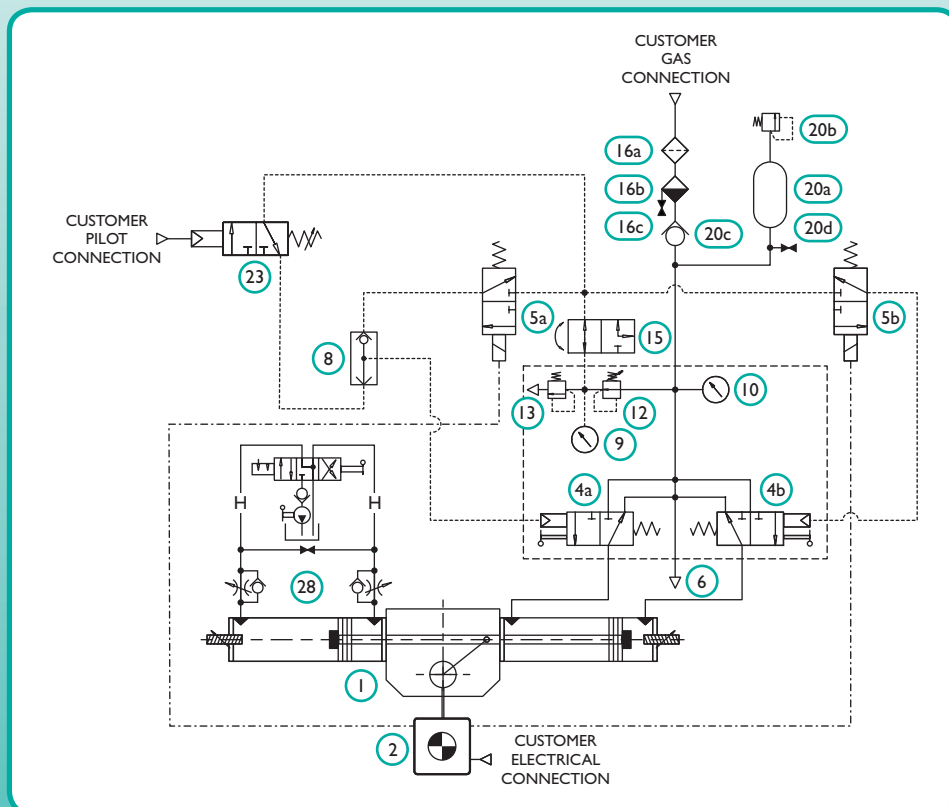 CUSTOMER
GAS
CONNECTION
20b
16a
16b
20a
16c
20c
20d
CUSTOMER
PILOT
CONNECTION
23
5a
5b
15
8
10
13
12
9
4a
4b
28
6
1
2
CUSTOMER
ELECTRICAL
CONNECTION